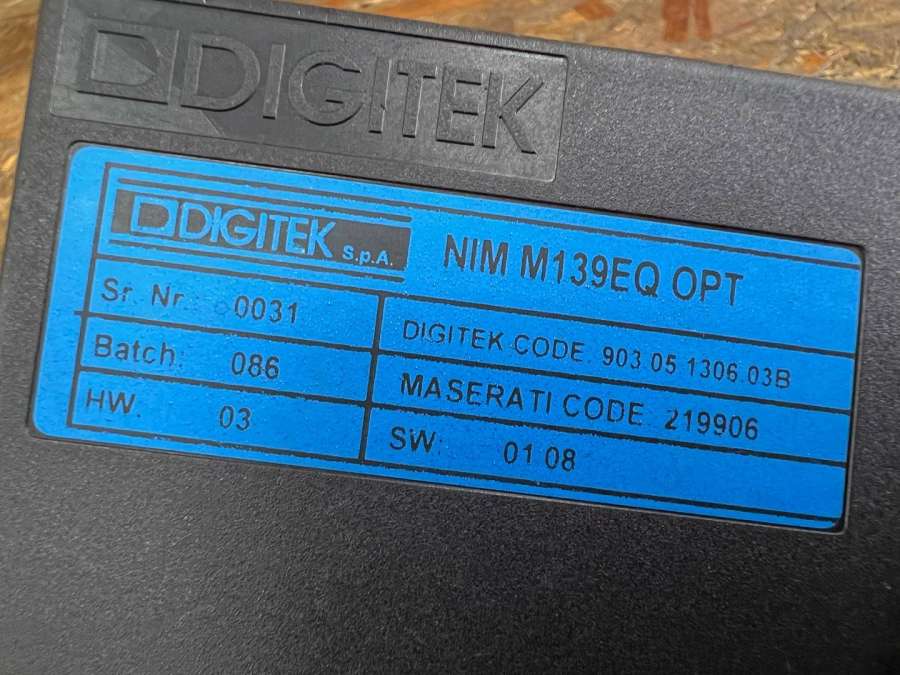 DIGITEK
DIGITEK S.p.A.
NIM M139EQ OPT
Sr. Nr. 0031
DIGITEK CODE. 903 05 1306 03B
Batch: 086
MASERATI CODE 219906
HW. 03
SW: 01 08